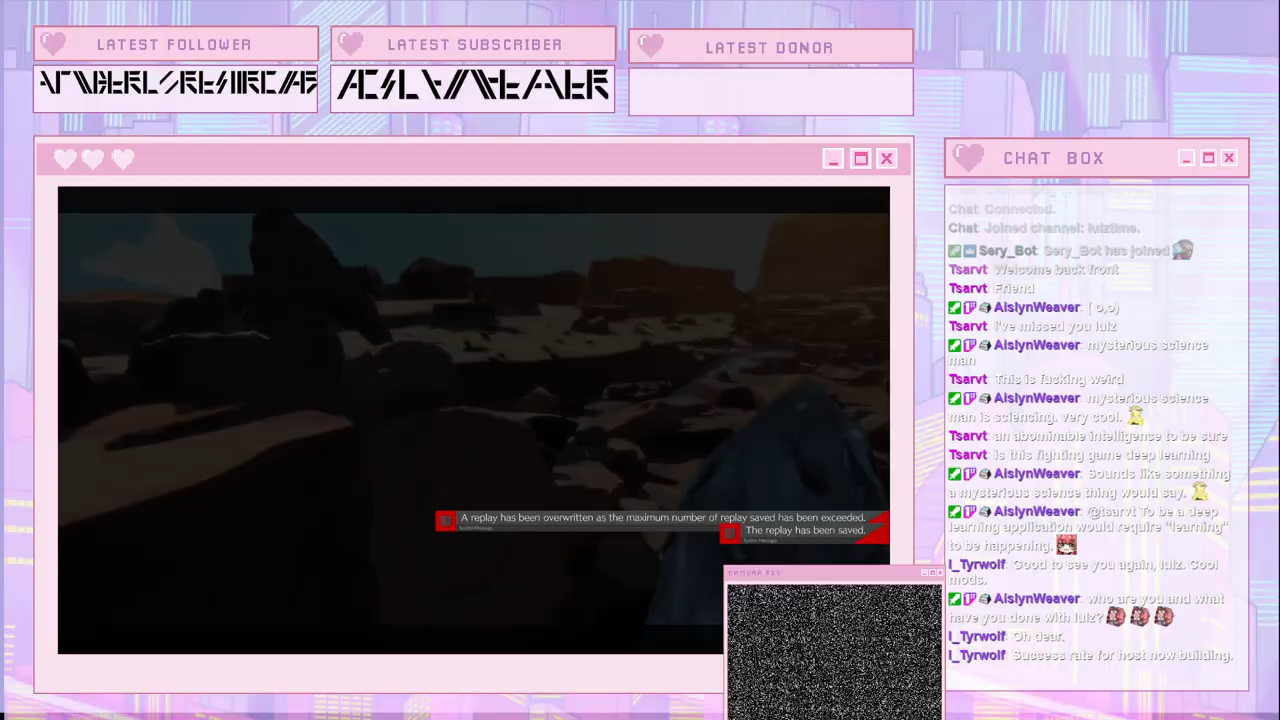 LATEST FOLLOWER
LATEST SUBSCRIBER
LATEST DONOR
CHAT BOX
Chat: Connected.
Chat: Joined channel: lulztime.
Sery_Bot: Sery_Bot has joined
Tsarvt: Welcome back front
Tsarvt: Friend
AislynWeaver: ( o,o)
Tsarvt: I've missed you lulz
AislynWeaver: mysterious science
man
Tsarvt: This is fucking weird
AislynWeaver: mysterious science
man is sciencing. very cool.
Tsarvt: an abominable intelligence to be sure
Tsarvt: is this fighting game deep learning
AislynWeaver: Sounds like something
a mysterious science thing would say.
AislynWeaver: @tsarvt To be a deep
learning application would require "learning"
to be happening.
I_Tyrwolf: Good to see you again, lulz. Cool
mods.
AislynWeaver: who are you and what
have you done with lulz?
I_Tyrwolf: Oh dear.
I_Tyrwolf: Success rate for host now building.
A replay has been overwritten as the maximum number of replay saved has been exceeded.
System Message
The replay has been saved.
System Message